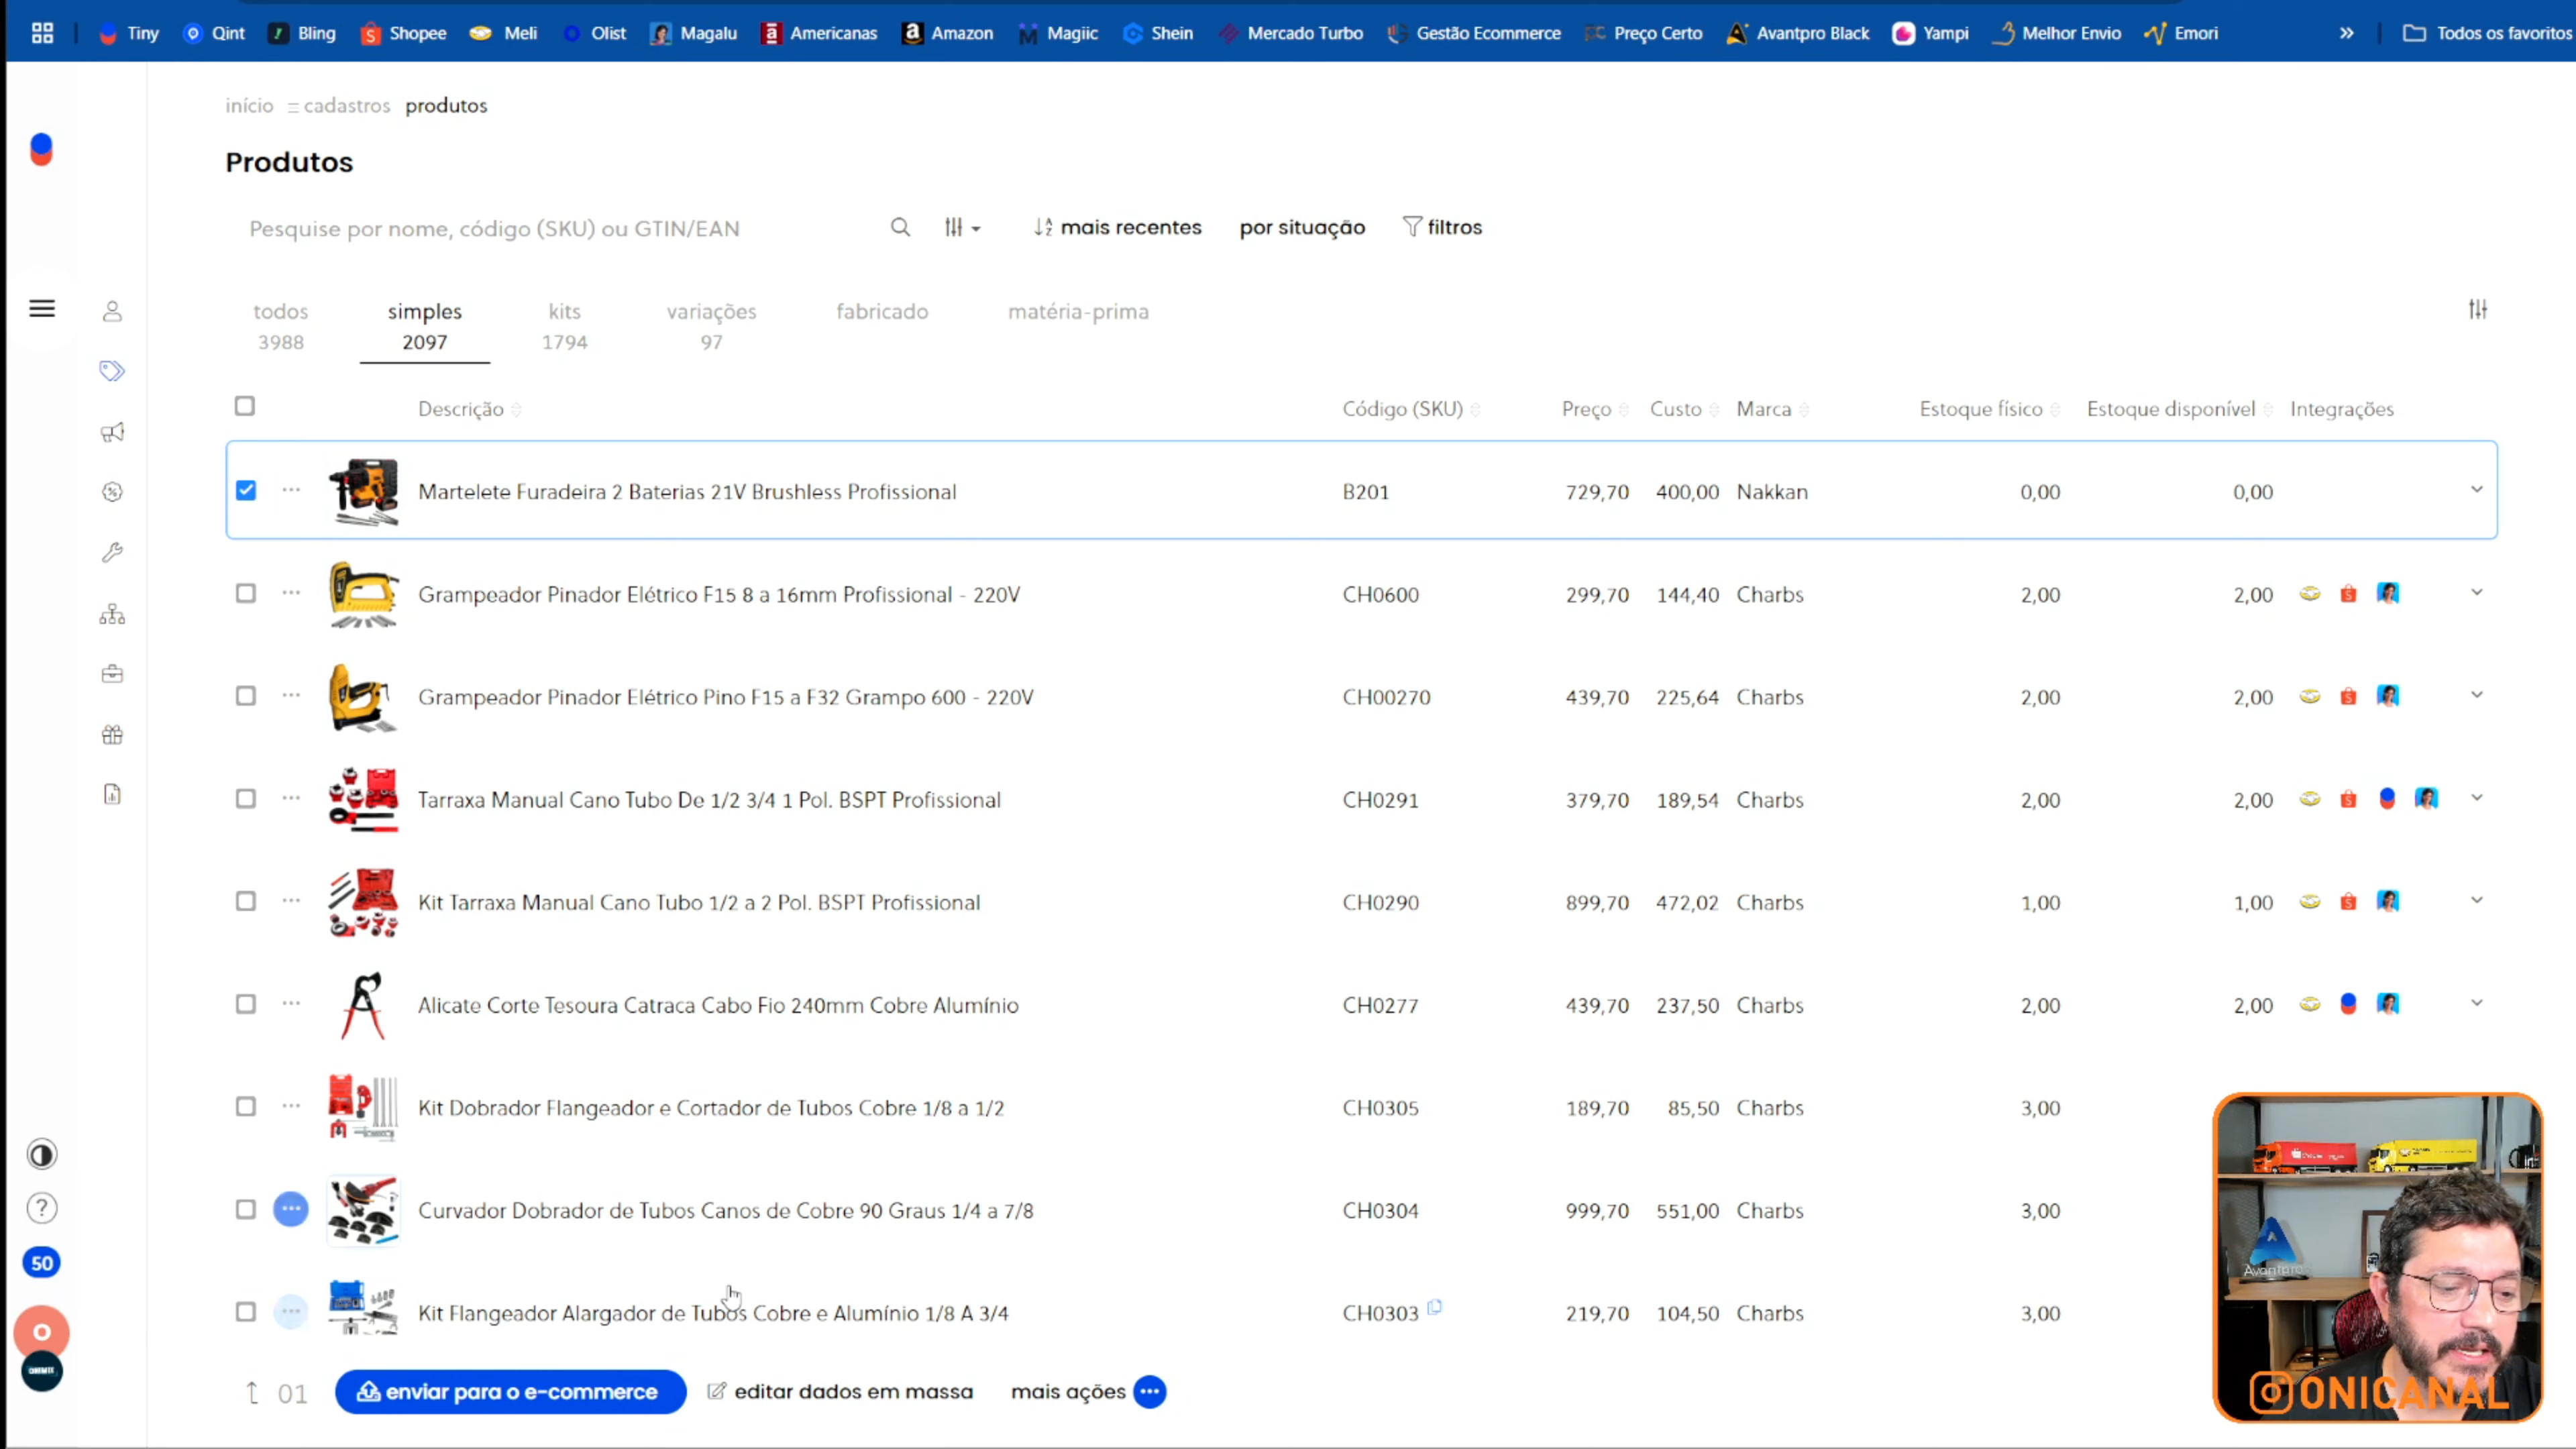 Tiny Qint Bling Shopee Meli Olist Magalu Americanas Amazon Magiic Shein Mercado Turbo Gestão Ecommerce Preço Certo Avantpro Black Yampi Melhor Envio Emori » Todos os favoritos
início cadastros produtos
Produtos
Pesquise por nome, código (SKU) ou GTIN/EAN mais recentes por situação filtros
todos simples kits variações fabricado matéria-prima
3988 2097 1794 97
Descrição Código (SKU) Preço Custo Marca Estoque físico Estoque disponível Integrações
Martelete Furadeira 2 Baterias 21V Brushless Profissional B201 729,70 400,00 Nakkan 0,00 0,00
Grampeador Pinador Elétrico F15 8 a 16mm Profissional - 220V CH0600 299,70 144,40 Charbs 2,00 2,00
Grampeador Pinador Elétrico Pino F15 a F32 Grampo 600 - 220V CH00270 439,70 225,64 Charbs 2,00 2,00
Tarraxa Manual Cano Tubo De 1/2 3/4 1 Pol. BSPT Profissional CH0291 379,70 189,54 Charbs 2,00 2,00
Kit Tarraxa Manual Cano Tubo 1/2 a 2 Pol. BSPT Profissional CH0290 899,70 472,02 Charbs 1,00 1,00
Alicate Corte Tesoura Catraca Cabo Fio 240mm Cobre Alumínio CH0277 439,70 237,50 Charbs 2,00 2,00
Kit Dobrador Flangeador e Cortador de Tubos Cobre 1/8 a 1/2 CH0305 189,70 85,50 Charbs 3,00
Curvador Dobrador de Tubos Canos de Cobre 90 Graus 1/4 a 7/8 CH0304 999,70 551,00 Charbs 3,00
Kit Flangeador Alargador de Tubos Cobre e Alumínio 1/8 A 3/4 CH0303 219,70 104,50 Charbs 3,00
?
50
O
01 enviar para o e-commerce editar dados em massa mais ações
Avantpro
ONICANAL